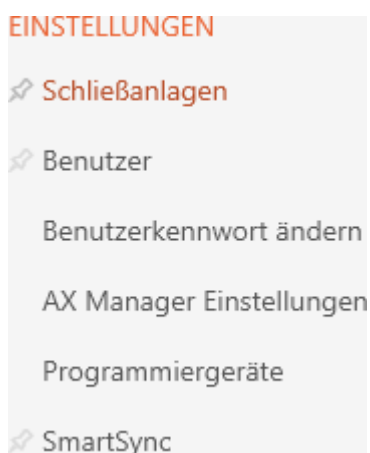 EINSTELLUNGEN
Schließanlagen
Benutzer
Benutzerkennwort ändern
AX Manager Einstellungen
Programmiergeräte
SmartSync